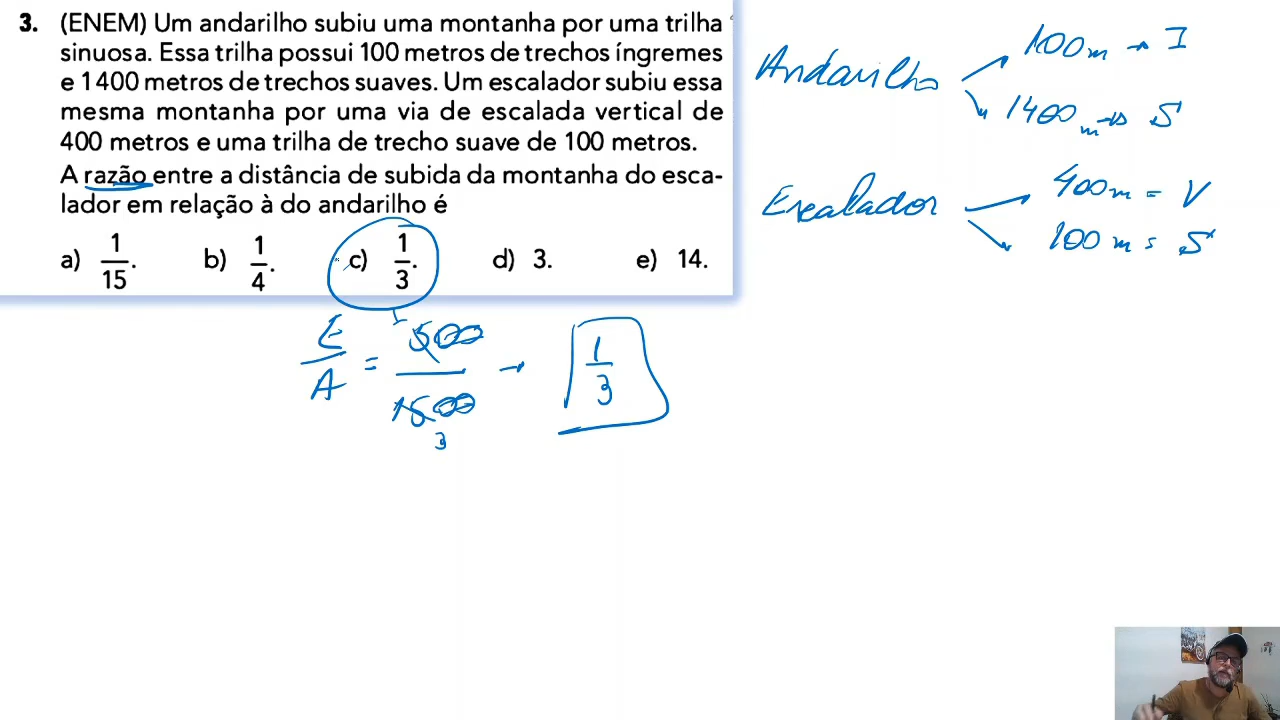 3. (ENEM) Um andarilho subiu uma montanha por uma trilha
sinuosa. Essa trilha possui 100 metros de trechos íngremes
e 1400 metros de trechos suaves. Um escalador subiu essa
mesma montanha por uma via de escalada vertical de
400 metros e uma trilha de trecho suave de 100 metros.
A razão entre a distância de subida da montanha do esca-
lador em relação à do andarilho é
a) 1/15. b) 1/4. c) 1/3. d) 3. e) 14.
Andarilho
100m → I
1400m → S
Escalador
400m = V
100m = S
E/A = 500/1500 → 1/3
1
3